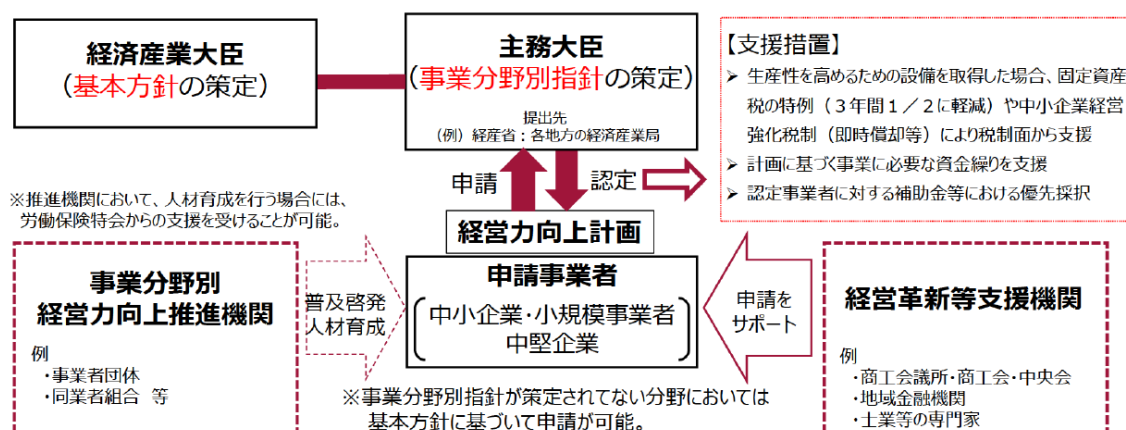 経済産業大臣
(基本方針の策定)
主務大臣
(事業分野別指針の策定)
提出先
(例)経産省:各地方の経済産業局
【支援措置】
➢ 生産性を高めるための設備を取得した場合、固定資産
税の特例(3年間1/2に軽減)や中小企業経営
強化税制(即時償却等)により税制面から支援
➢ 計画に基づく事業に必要な資金繰りを支援
➢ 認定事業者に対する補助金等における優先採択
申請
認定
※推進機関において、人材育成を行う場合には、
労働保険特会からの支援を受けることが可能。
経営力向上計画
事業分野別
経営力向上推進機関
例
・事業者団体
・同業者組合 等
普及啓発
人材育成
申請事業者
中小企業・小規模事業者
中堅企業
申請を
サポート
経営革新等支援機関
例
・商工会議所・商工会・中央会
・地域金融機関
・士業等の専門家
※事業分野別指針が策定されてない分野においては
基本方針に基づいて申請が可能。